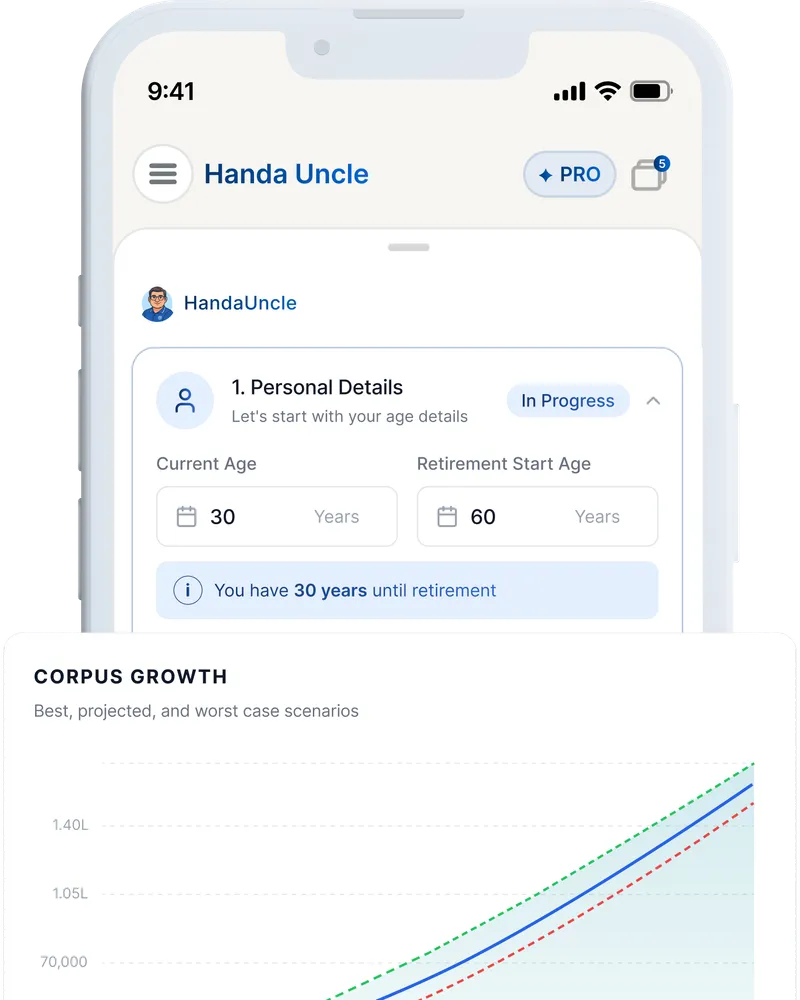 9:41
Handa Uncle
PRO
5
HandaUncle
1. Personal Details
Let's start with your age details
In Progress
Current Age
Retirement Start Age
30 Years
60 Years
i
You have 30 years until retirement
CORPUS GROWTH
Best, projected, and worst case scenarios
1.40L
1.05L
70,000